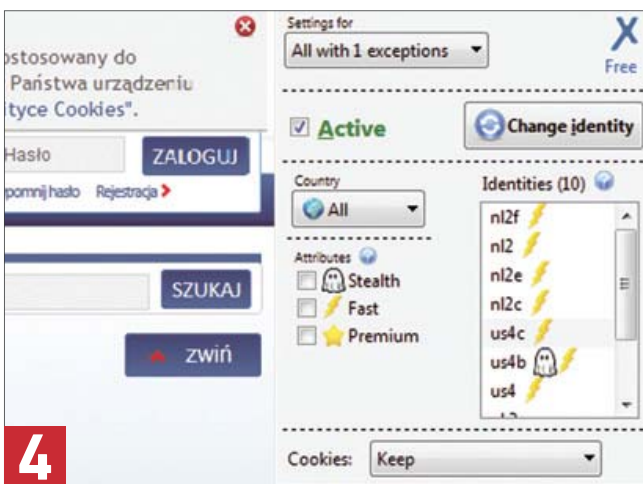 ostosowany do
Państwa urządzeniu
ityce Cookies".
Hasło
ZALOGUJ
pomnij hasło
Rejestracja
SZUKAJ
zwiń
4
Settings for
All with 1 exceptions
X
Free
Active
Change identity
Country
All
Attributes
Stealth
Fast
Premium
Identities (10)
nl2f
nl2
nl2e
nl2c
us4c
us4b
us4
Cookies:
Keep